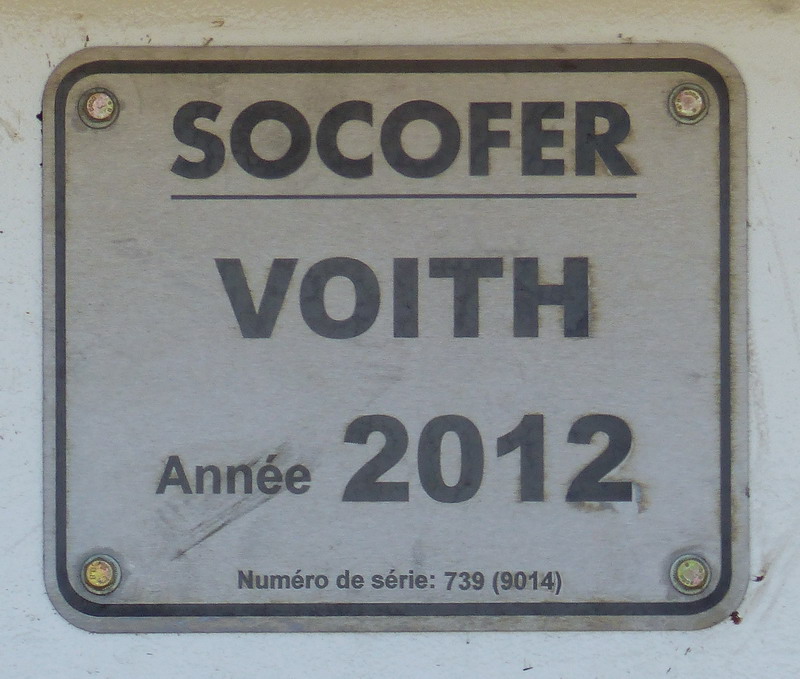 SOCOFER
VOITH
Année 2012
Numéro de série: 739 (9014)